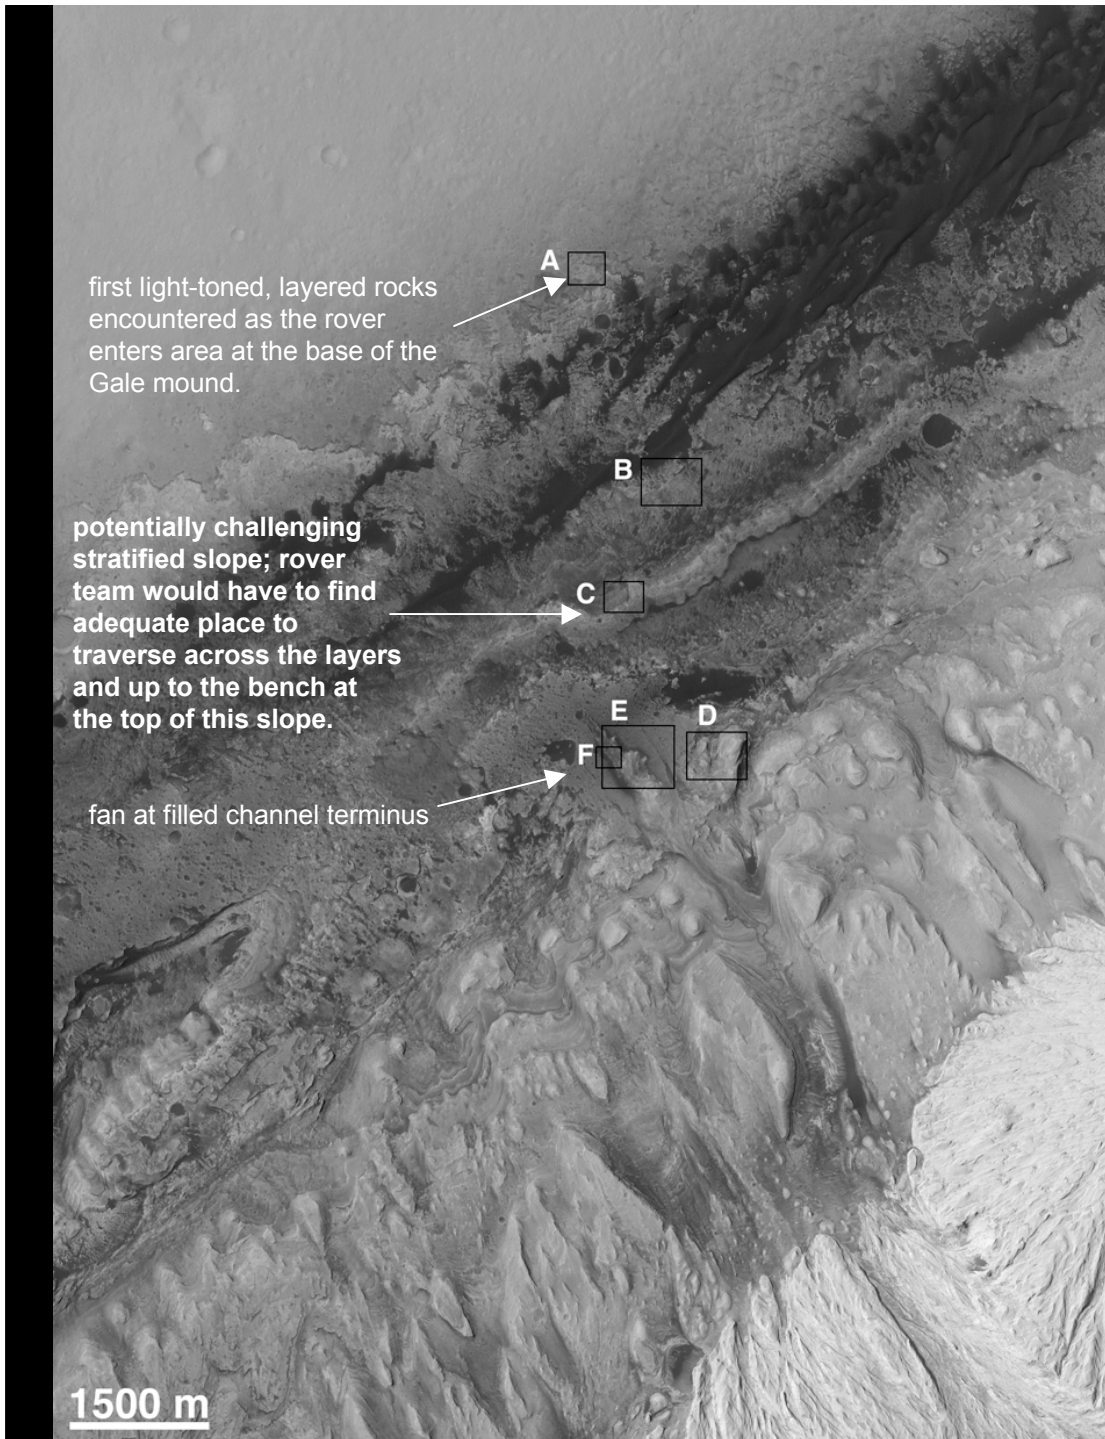 A
first light-toned, layered rocks
encountered as the rover
enters area at the base of the
Gale mound.
B
potentially challenging
stratified slope; rover
team would have to find
adequate place to
traverse across the layers
and up to the bench at
the top of this slope.
C
E
D
F
fan at filled channel terminus
1500 m